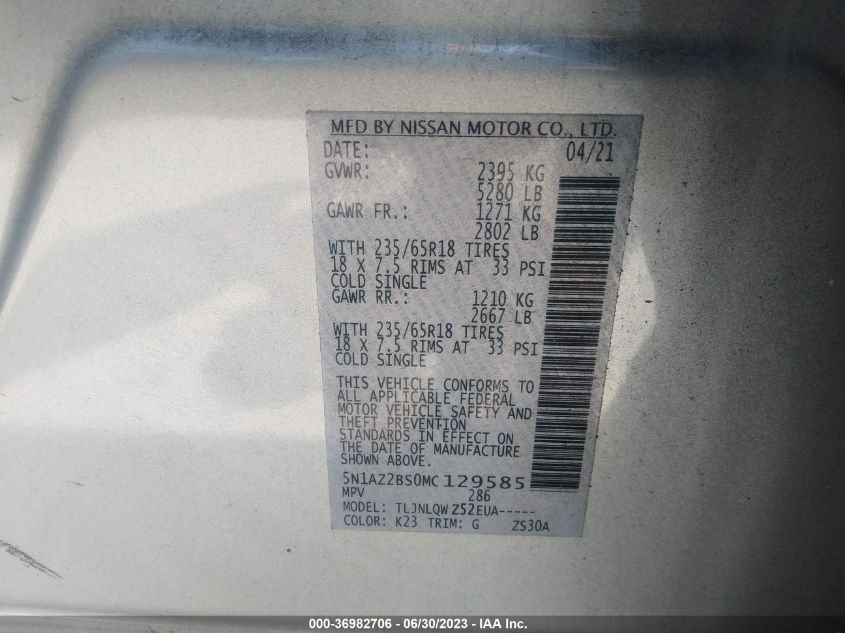 MFD BY NISSAN MOTOR CO., LTD.
DATE: 04/21
GVWR: 2395 KG
5280 LB
GAWR FR.: 1271 KG
2802 LB
WITH 235/65R18 TIRES
18 X 7.5 RIMS AT 33 PSI
COLD SINGLE
GAWR RR.: 1210 KG
2667 LB
WITH 235/65R18 TIRES
18 X 7.5 RIMS AT 33 PSI
COLD SINGLE
THIS VEHICLE CONFORMS TO
ALL APPLICABLE FEDERAL
MOTOR VEHICLE SAFETY AND
THEFT PREVENTION
STANDARDS IN EFFECT ON
THE DATE OF MANUFACTURE
SHOWN ABOVE.
5N1AZ2BS0MC129585
MPV 286
MODEL: TLJNLQWZ52EUA-----
COLOR: K23 TRIM: G ZS30A
000-36982706 - 06/30/2023 - IAA Inc.